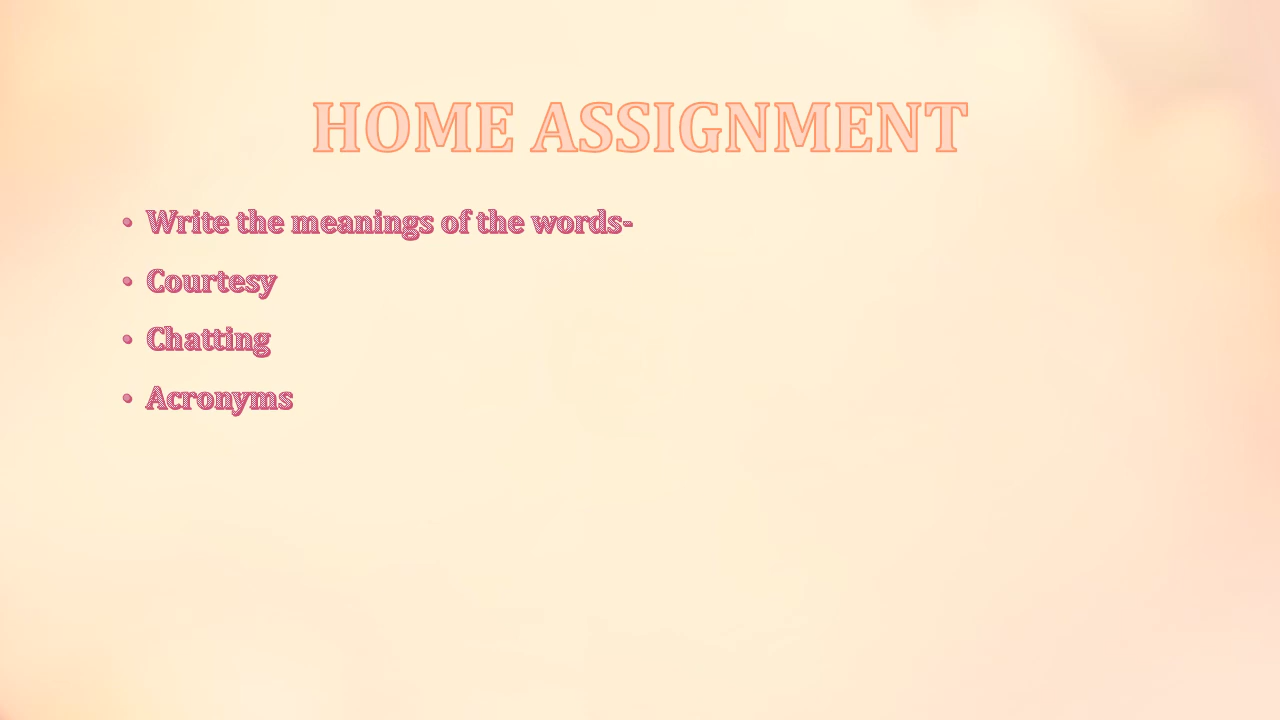 HOME ASSIGNMENT
• Write the meanings of the words-
• Courtesy
• Chatting
• Acronyms